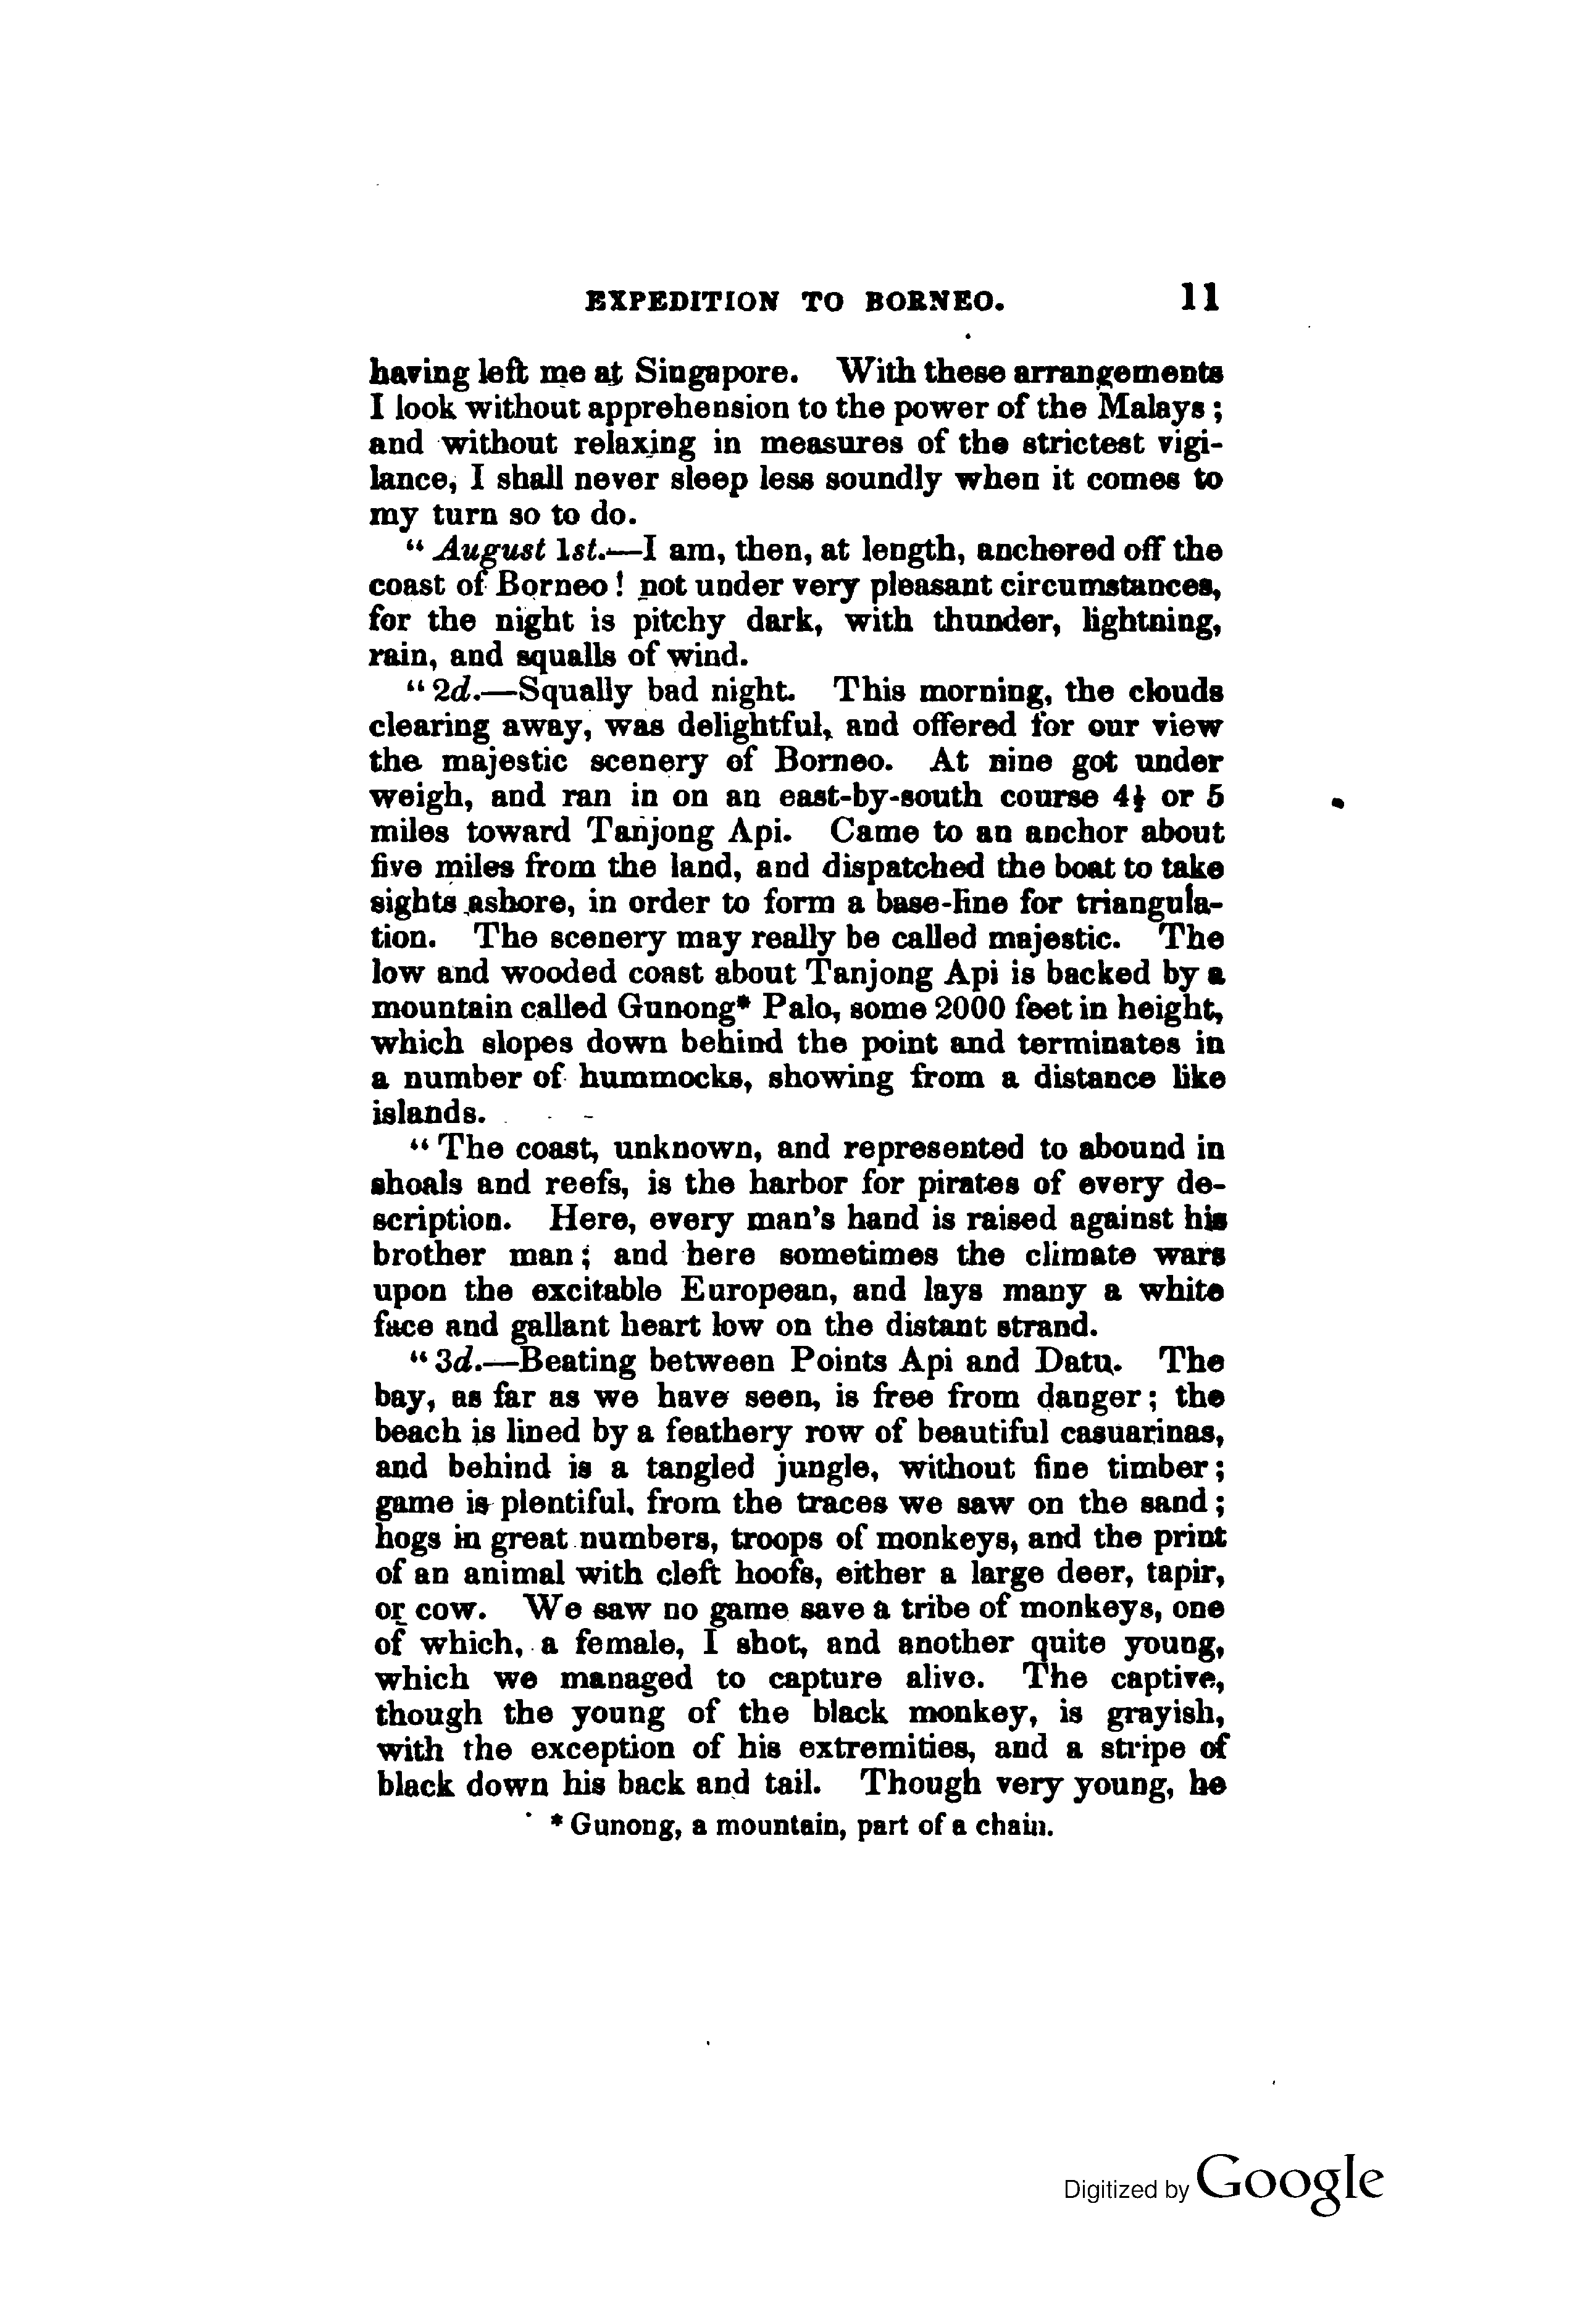 EXPEDITION TO BORNEO. 11
having left me at Singapore. With these arrangements
I look without apprehension to the power of the Malays;
and without relaxing in measures of the strictest vigi-
lance, I shall never sleep less soundly when it comes to
my turn so to do.
"August 1st.—I am, then, at length, anchored off the
coast of Borneo! not under very pleasant circumstances,
for the night is pitchy dark, with thunder, lightning,
rain, and squalls of wind.
"2d.—Squally bad night. This morning, the clouds
clearing away, was delightful, and offered for our view
the majestic scenery of Borneo. At nine got under
weigh, and ran in on an east-by-south course 4½ or 5
miles toward Tanjong Api. Came to an anchor about
five miles from the land, and dispatched the boat to take
sights ashore, in order to form a base-line for triangula-
tion. The scenery may really be called majestic. The
low and wooded coast about Tanjong Api is backed by a
mountain called Gunong* Palo, some 2000 feet in height,
which slopes down behind the point and terminates in
a number of hummocks, showing from a distance like
islands.
"The coast, unknown, and represented to abound in
shoals and reefs, is the harbor for pirates of every de-
scription. Here, every man's hand is raised against his
brother man; and here sometimes the climate wars
upon the excitable European, and lays many a white
face and gallant heart low on the distant strand.
"3d.—Beating between Points Api and Datu. The
bay, as far as we have seen, is free from danger; the
beach is lined by a feathery row of beautiful casuarinas,
and behind is a tangled jungle, without fine timber;
game is plentiful, from the traces we saw on the sand;
hogs in great numbers, troops of monkeys, and the print
of an animal with cleft hoofs, either a large deer, tapir,
or cow. We saw no game save a tribe of monkeys, one
of which, a female, I shot, and another quite young,
which we managed to capture alive. The captive,
though the young of the black monkey, is grayish,
with the exception of his extremities, and a stripe of
black down his back and tail. Though very young, he
* Gunong, a mountain, part of a chain.
Digitized by Google